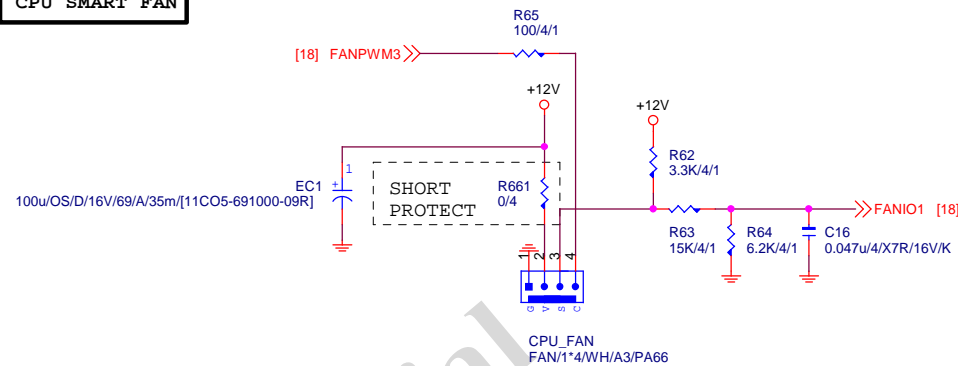 CPU SMART FAN
R65
100/4/1
[18] FANPWM3
+12V
+12V
R62
3.3K/4/1
EC1
1
+
100u/OS/D/16V/69/A/35m/[11CO5-691000-09R]
SHORT
PROTECT
R661
0/4
FANIO1 [18]
R63
15K/4/1
R64
6.2K/4/1
C16
0.047u/4/X7R/16V/K
1 2 3 4
G V S C
CPU_FAN
FAN/1*4/WH/A3/PA66